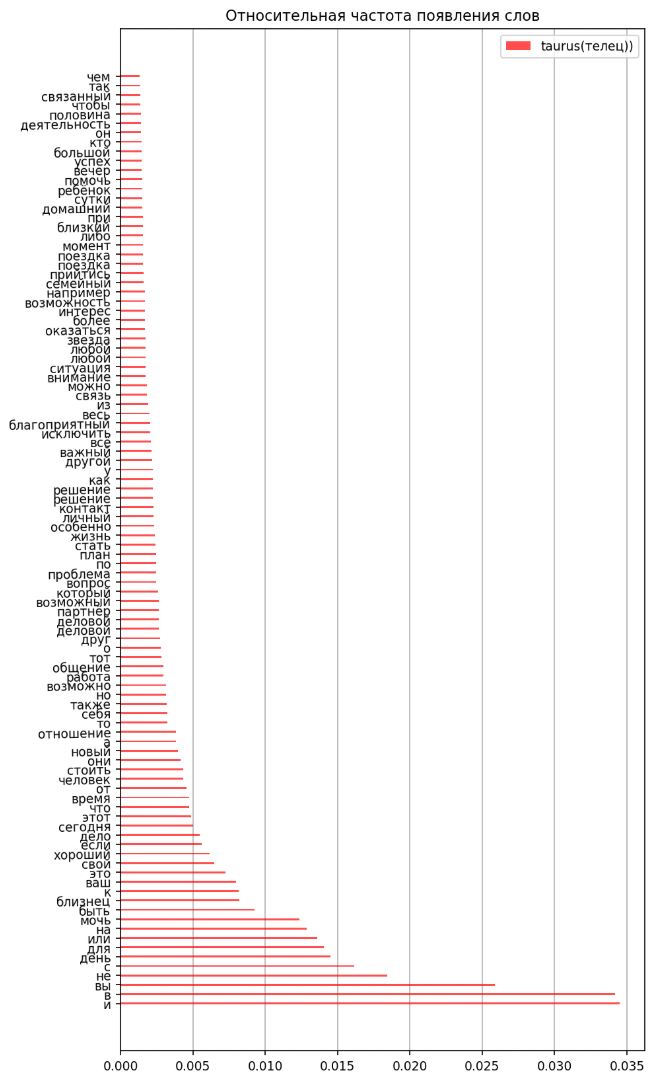 Относительная частота появления слов
taurus(телец))
чем
так
связанный
чтобы
половина
деятельность
он
кто
большой
успех
вечер
помочь
ребёнок
сутки
домашний
при
близкий
либо
момент
поездка
поездка
прийтись
семейный
например
возможность
интерес
более
оказаться
звезда
любой
любой
ситуация
внимание
можно
связь
из
весь
благоприятный
исключить
всё
важный
другой
у
как
решение
решение
контакт
личный
особенно
жизнь
стать
план
по
проблема
вопрос
который
возможный
партнёр
деловой
деловой
друг
о
тот
общение
работа
возможно
но
также
себя
то
отношение
а
новый
они
стоить
человек
от
время
что
этот
сегодня
дело
если
хороший
свой
это
ваш
к
близнец
быть
мочь
на
или
для
день
с
не
вы
в
и
0.000 0.005 0.010 0.015 0.020 0.025 0.030 0.035